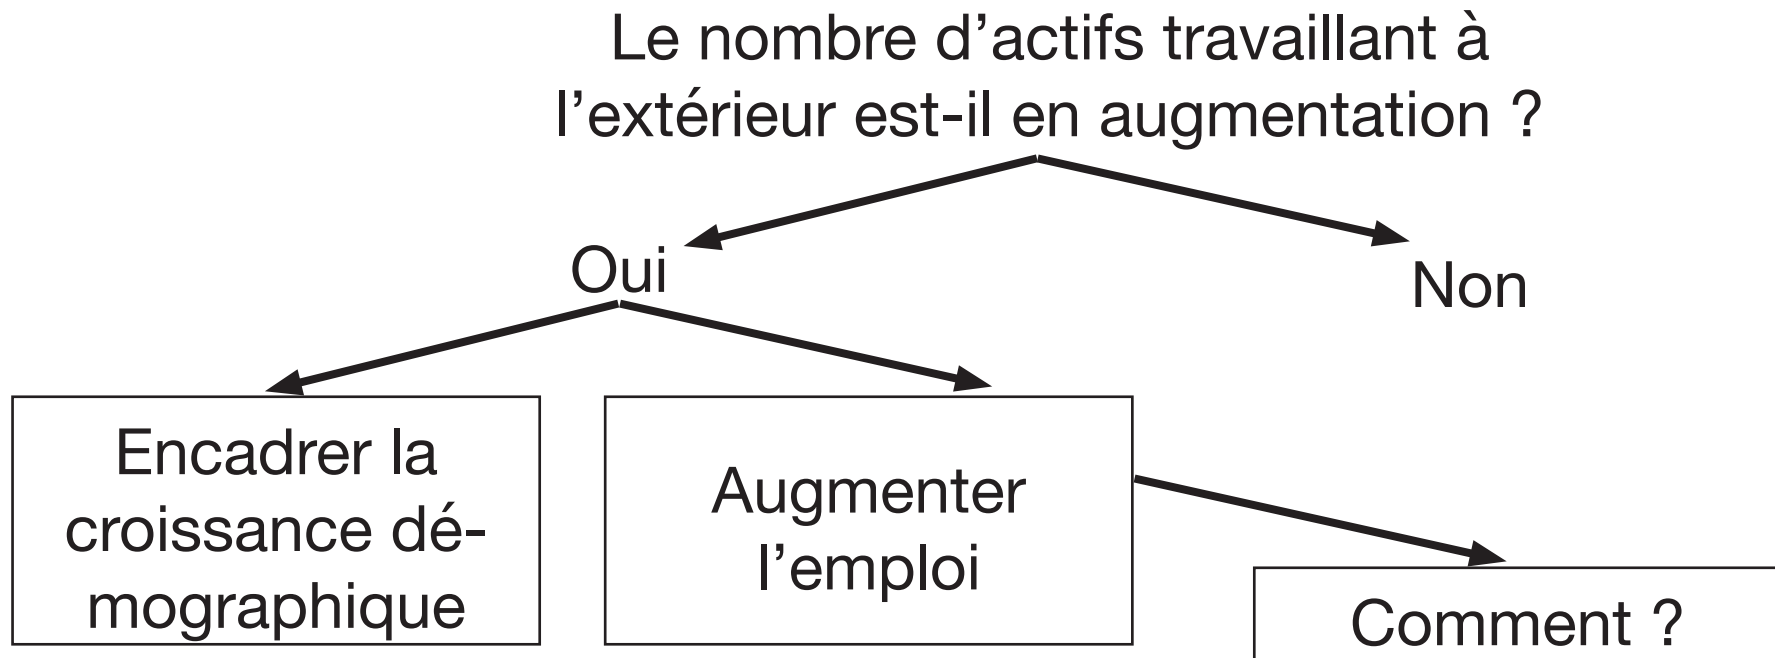 Le nombre d’actifs travaillant à
l’extérieur est-il en augmentation ?
Oui
Non
Encadrer la
croissance dé-
mographique
Augmenter
l’emploi
Comment ?